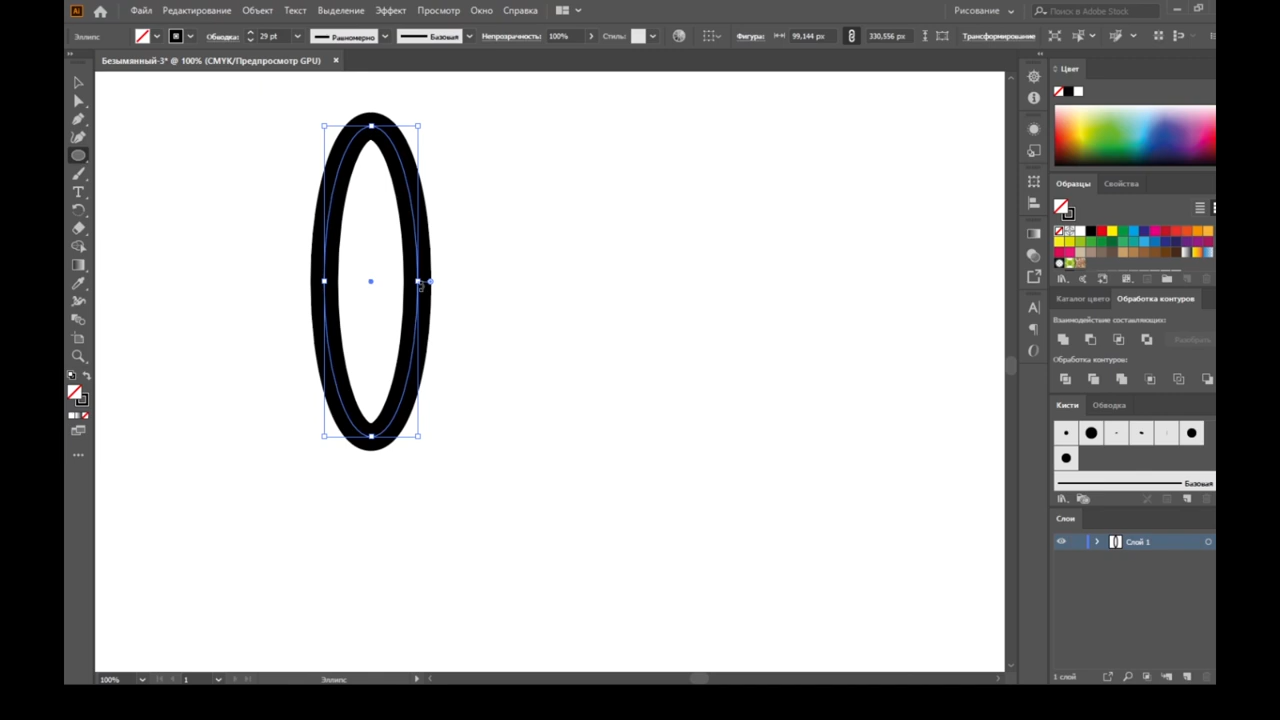 Ai Файл Редактирование Объект Текст Выделение Эффект Просмотр Окно Справка Рисование Поиск в Adobe Stock
Эллипс Обводка: 29 pt Равномерно Базовая Непрозрачность: 100% Стиль: Фигура: 99,144 px 330,556 px Трансформирование
Безымянный-3* @ 100% (CMYK/Предпросмотр GPU)
Цвет
Образцы Свойства
Каталог цвето Обработка контуров
Взаимодействие составляющих:
Разобрать
Обработка контуров:
Кисти Обводка
Базовая
Слои
Слой 1
100% 1 Эллипс 1 слой